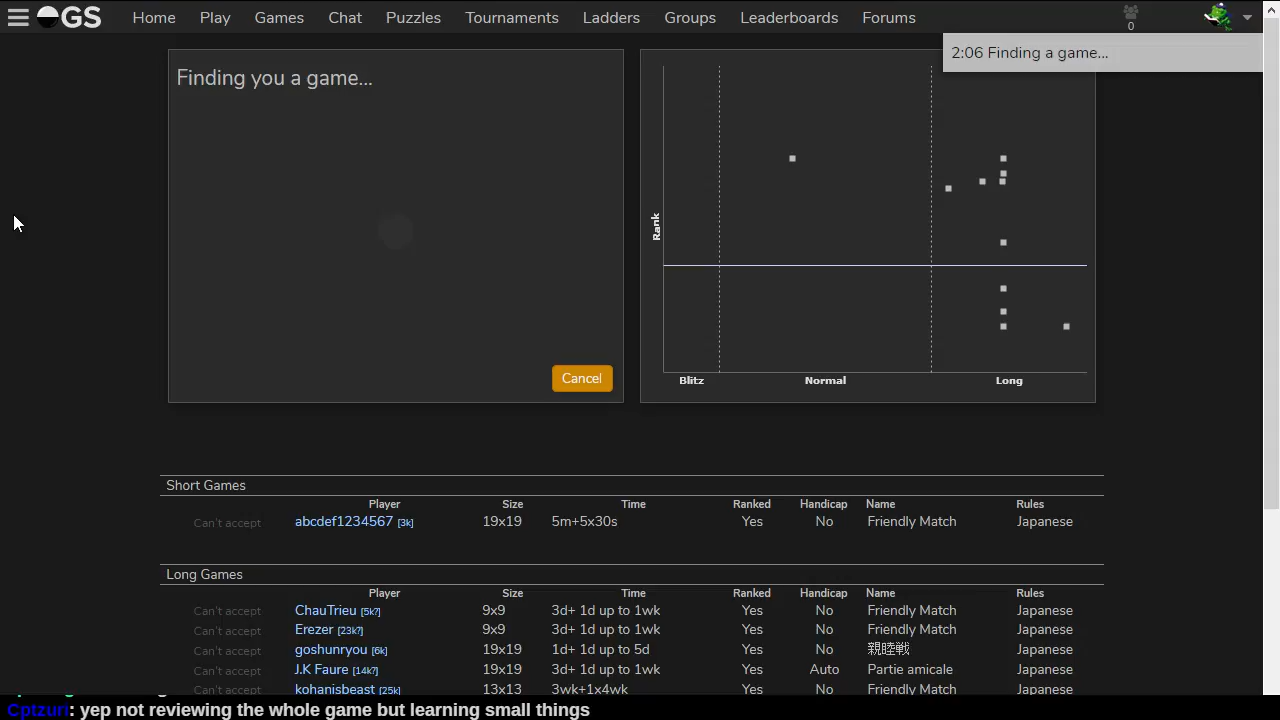 OGS Home Play Games Chat Puzzles Tournaments Ladders Groups Leaderboards Forums 0
2:06 Finding a game...
Finding you a game...
Cancel
Rank
Blitz Normal Long
Short Games
Player Size Time Ranked Handicap Name Rules
Can't accept abcdef1234567 [3k] 19x19 5m+5x30s Yes No Friendly Match Japanese
Long Games
Player Size Time Ranked Handicap Name Rules
Can't accept ChauTrieu [5k?] 9x9 3d+ 1d up to 1wk Yes No Friendly Match Japanese
Can't accept Erezer [23k?] 9x9 3d+ 1d up to 1wk Yes No Friendly Match Japanese
Can't accept goshunryou [6k] 19x19 1d+ 1d up to 5d Yes No 親睦戦 Japanese
Can't accept J.K Faure [14k?] 19x19 3d+ 1d up to 1wk Yes Auto Partie amicale Japanese
Can't accept kohanisbeast [25k] 13x13 3wk+1x4wk Yes No Friendly Match Japanese
Cptzuri: yep not reviewing the whole game but learning small things